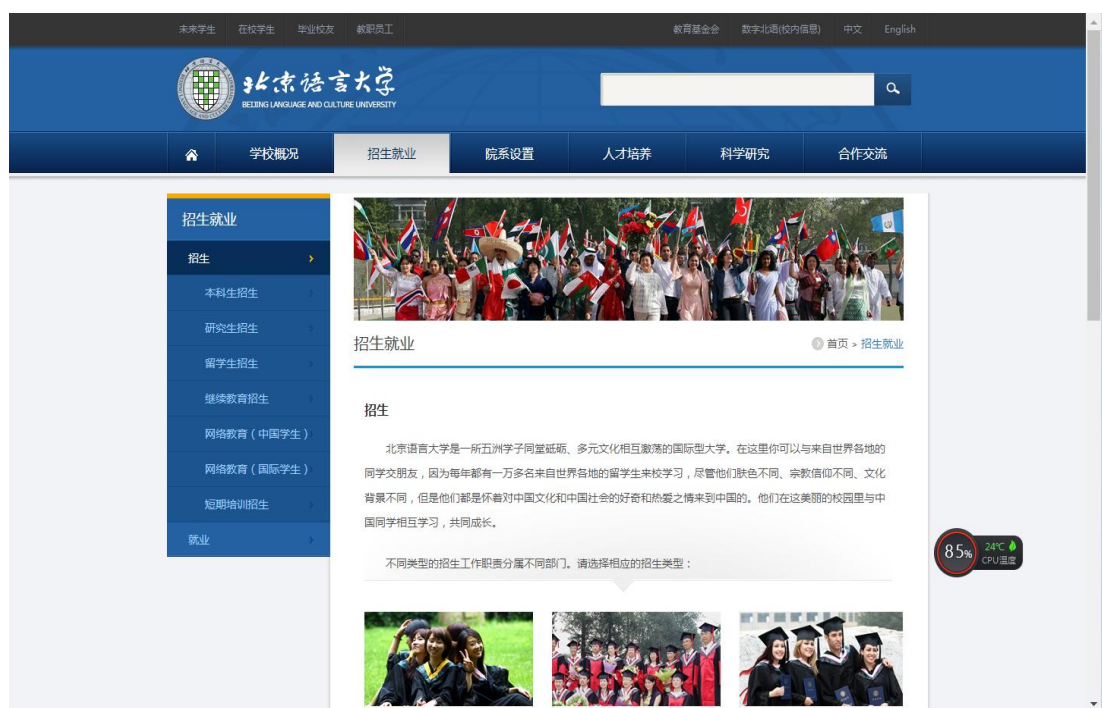 未来学生 在校学生 毕业校友 教职员工 教育基金会 数字北语(校内信息) 中文 English
北京语言大学
BEIJING LANGUAGE AND CULTURE UNIVERSITY
学校概况 招生就业 院系设置 人才培养 科学研究 合作交流
招生就业
招生
本科生招生
研究生招生
留学生招生
继续教育招生
网络教育（中国学生）
网络教育（国际学生）
短期培训招生
就业
招生就业 首页 > 招生就业
招生
北京语言大学是一所五洲学子同堂砥砺、多元文化相互激荡的国际型大学。在这里你可以与来自世界各地的
同学交朋友，因为每年都有一万多名来自世界各地的留学生来校学习，尽管他们肤色不同、宗教信仰不同、文化
背景不同，但是他们都是怀着对中国文化和中国社会的好奇和热爱之情来到中国的。他们在这美丽的校园里与中
国同学相互学习，共同成长。
不同类型的招生工作职责分属不同部门。请选择相应的招生类型：
85% 24℃
CPU温度